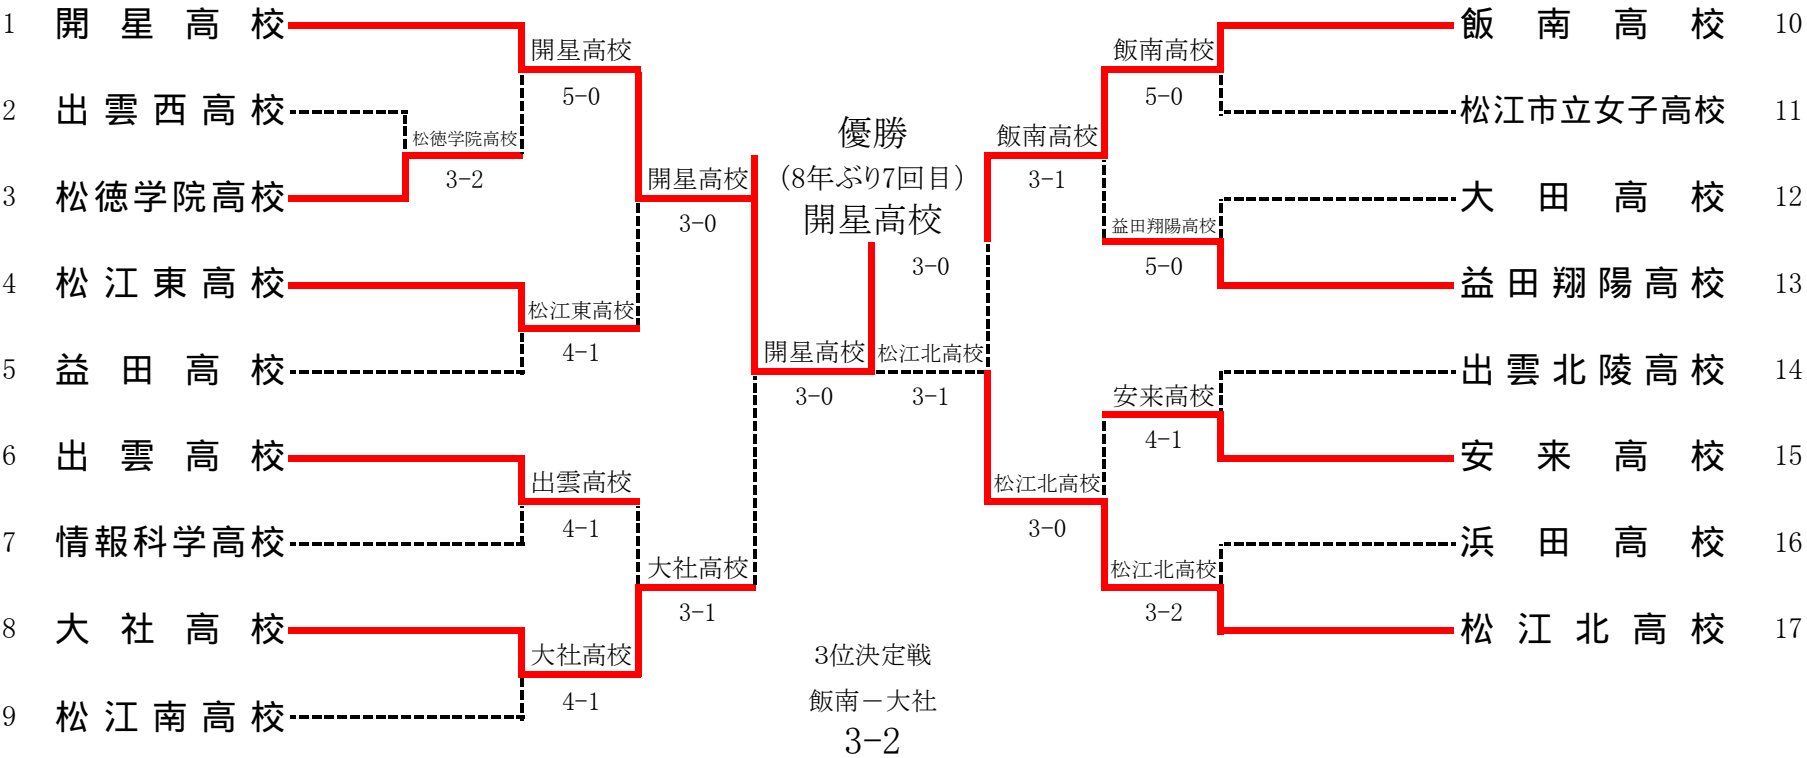 1 開星高校
2 出雲西高校
3 松徳学院高校
4 松江東高校
5 益田高校
6 出雲高校
7 情報科学高校
8 大社高校
9 松江南高校
松徳学院高校
3-2
開星高校
5-0
松江東高校
4-1
出雲高校
4-1
大社高校
4-1
開星高校
3-0
大社高校
3-1
開星高校
3-0
優勝
（8年ぶり7回目）
開星高校
3-0
松江北高校
3-1
3位決定戦
飯南－大社
3-2
飯南高校
3-1
松江北高校
3-0
飯南高校
5-0
益田翔陽高校
5-0
安来高校
4-1
松江北高校
3-2
飯南高校 10
松江市立女子高校 11
大田高校 12
益田翔陽高校 13
出雲北陵高校 14
安来高校 15
浜田高校 16
松江北高校 17